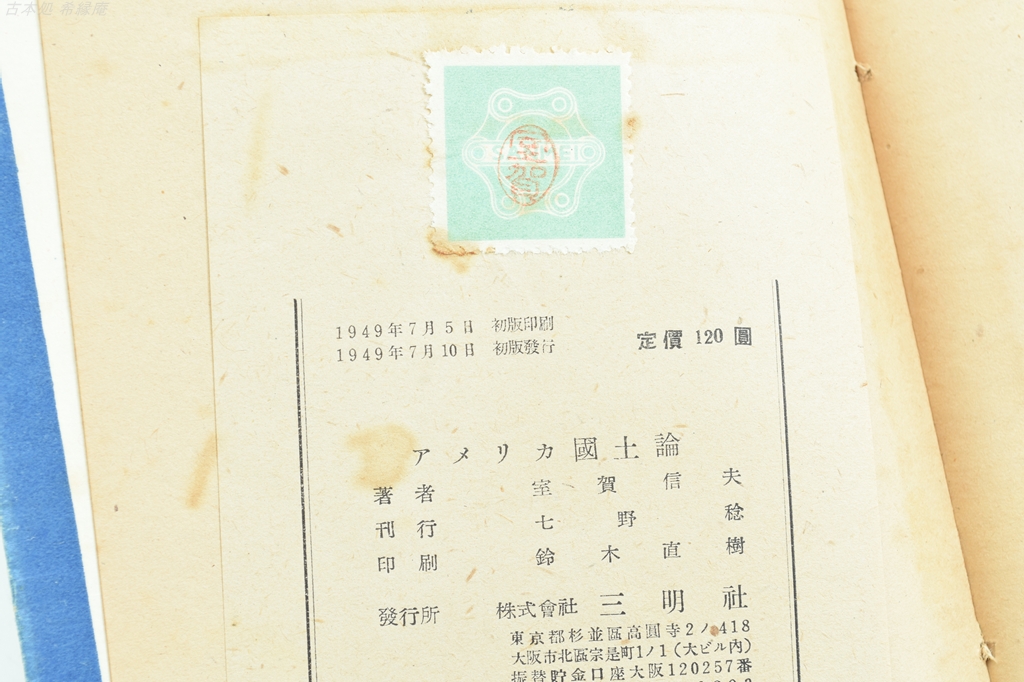 古本処 希縁庵
室賀
1949年7月5日 初版印刷
1949年7月10日 初版發行
定價 120 圓
アメリカ國土論
著者 室賀信夫
刊行 七野稔
印刷 鈴木直樹
發行所 株式會社 三明社
東京都杉並區高圓寺2ノ418
大阪市北區宗是町1ノ1(大ビル內)
振替貯金口座大阪120257番